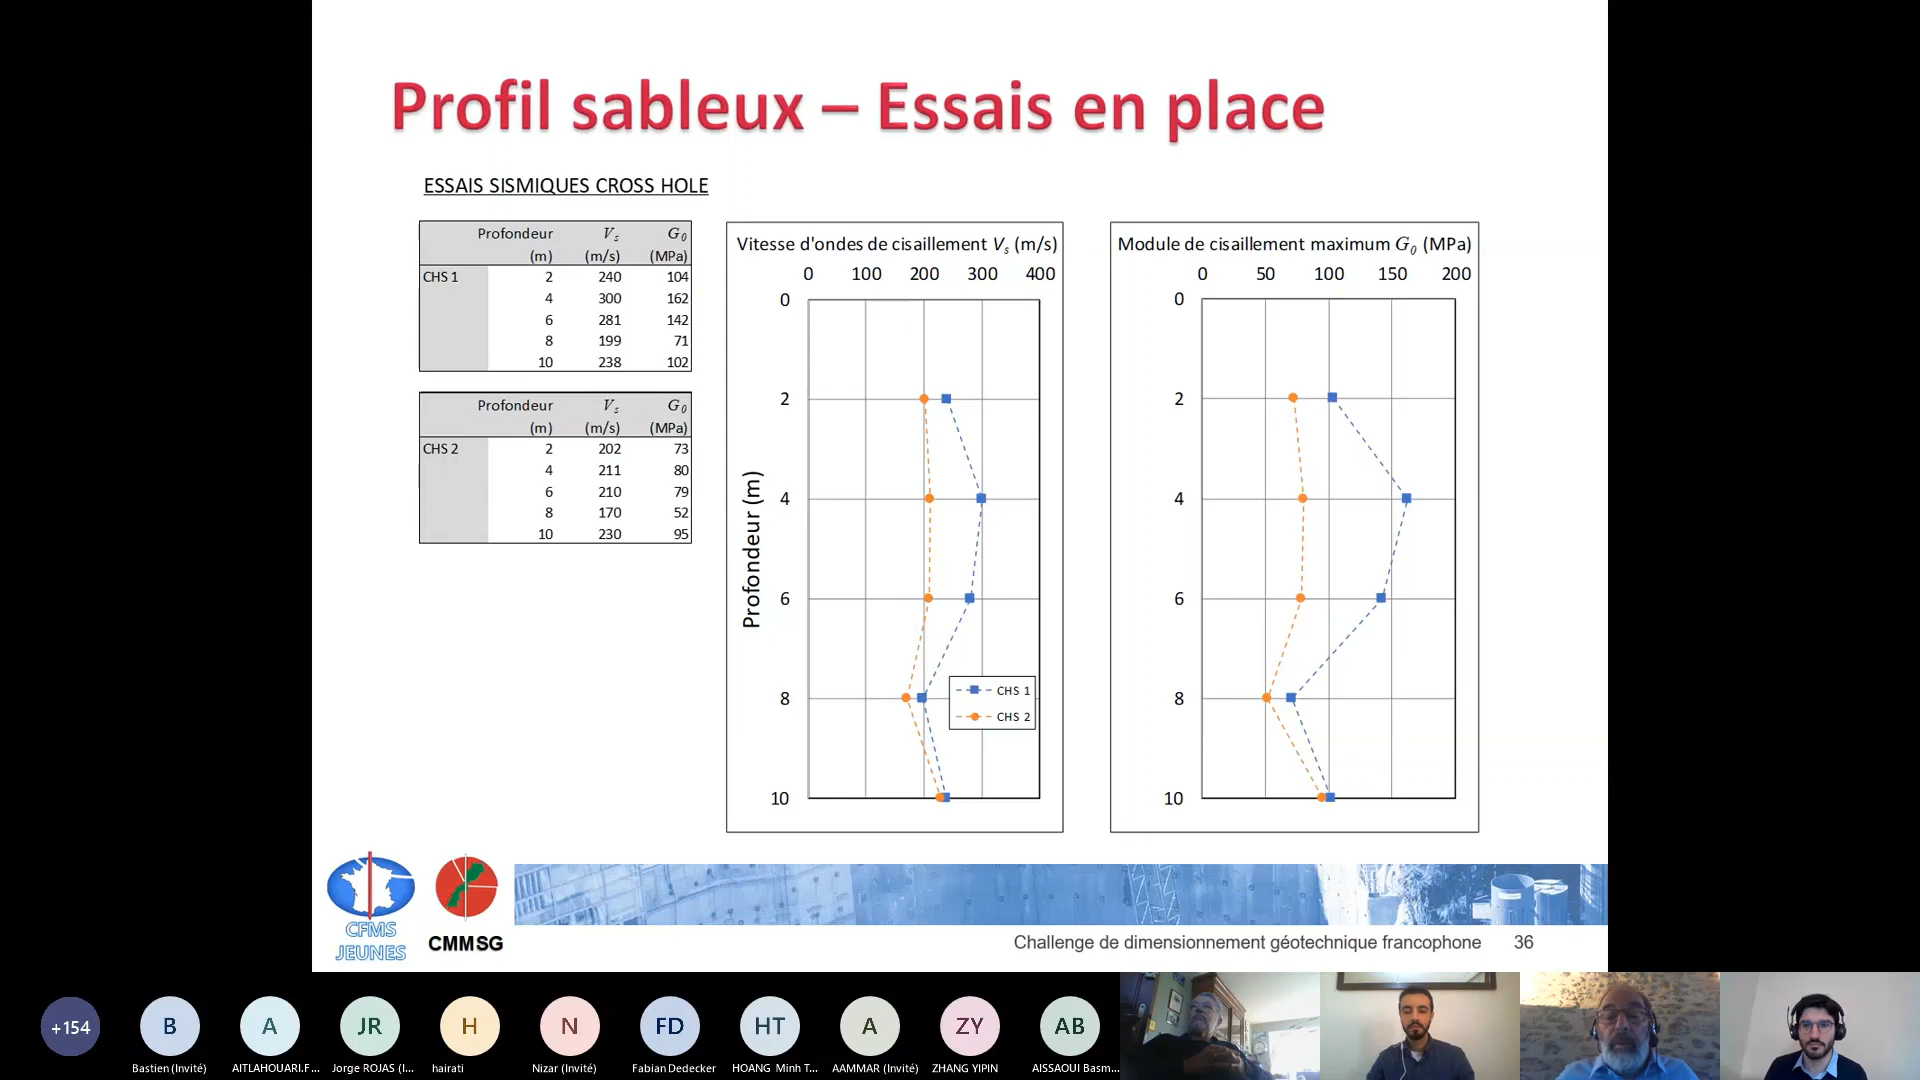 Profil sableux – Essais en place
ESSAIS SISMIQUES CROSS HOLE
Profondeur Vs G0
(m) (m/s) (MPa)
CHS 1 2 240 104
4 300 162
6 281 142
8 199 71
10 238 102
Profondeur Vs G0
(m) (m/s) (MPa)
CHS 2 2 202 73
4 211 80
6 210 79
8 170 52
10 230 95
Vitesse d'ondes de cisaillement Vs (m/s)
0 100 200 300 400
0
2
4
6
8
10
Profondeur (m)
CHS 1
CHS 2
Module de cisaillement maximum G0 (MPa)
0 50 100 150 200
0
2
4
6
8
10
CFMS
JEUNES
CMMSG
Challenge de dimensionnement géotechnique francophone 36
+154
B
A
JR
H
N
FD
HT
A
ZY
AB
Bastien (Invité)
AITLAHOUARI.F...
Jorge ROJAS (I...
hairati
Nizar (Invité)
Fabian Dedecker
HOANG Minh T...
AAMMAR (Invité)
ZHANG YIPIN
AISSAOUI Basm...